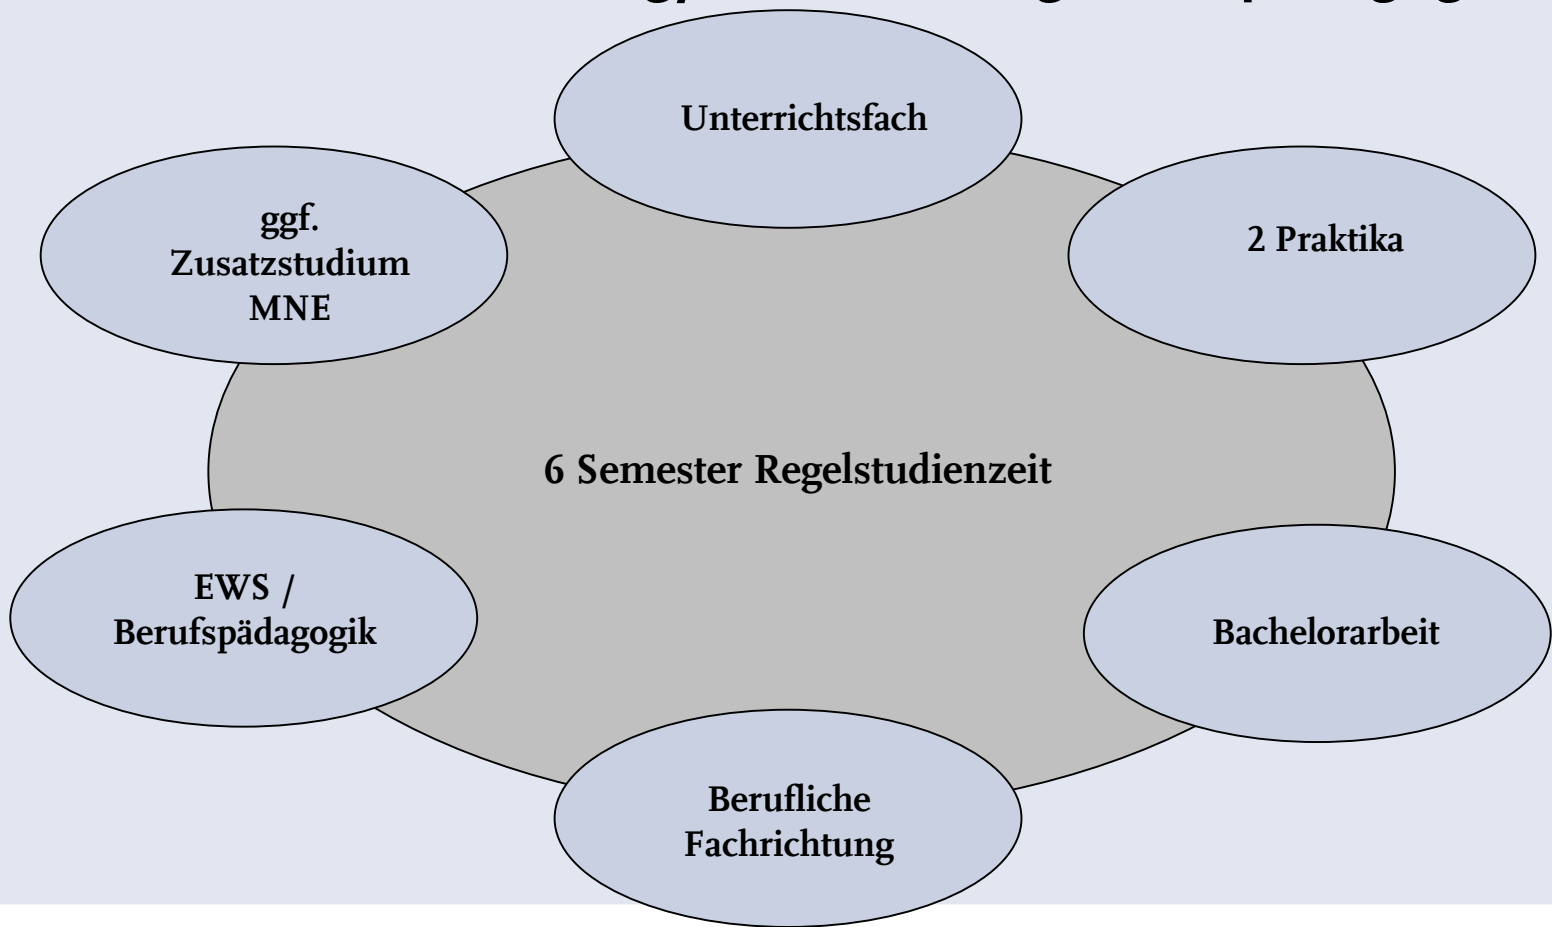 Unterrichtsfach
ggf.
Zusatzstudium
MNE
2 Praktika
6 Semester Regelstudienzeit
EWS /
Berufspädagogik
Bachelorarbeit
Berufliche
Fachrichtung